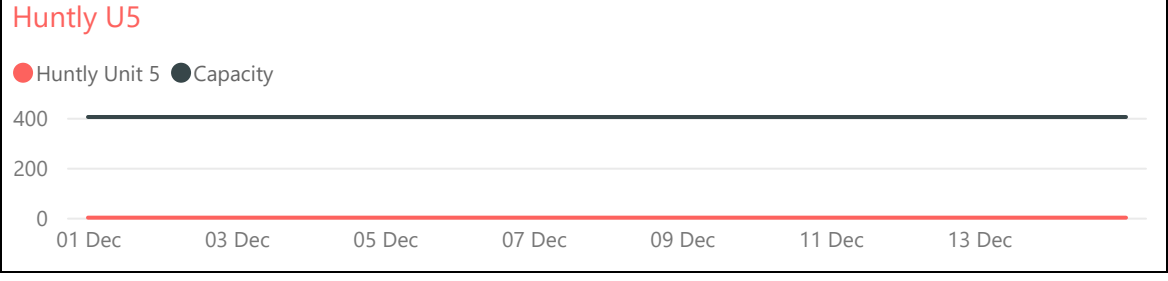 Huntly U5
Huntly Unit 5 Capacity
400
200
0
01 Dec 03 Dec 05 Dec 07 Dec 09 Dec 11 Dec 13 Dec